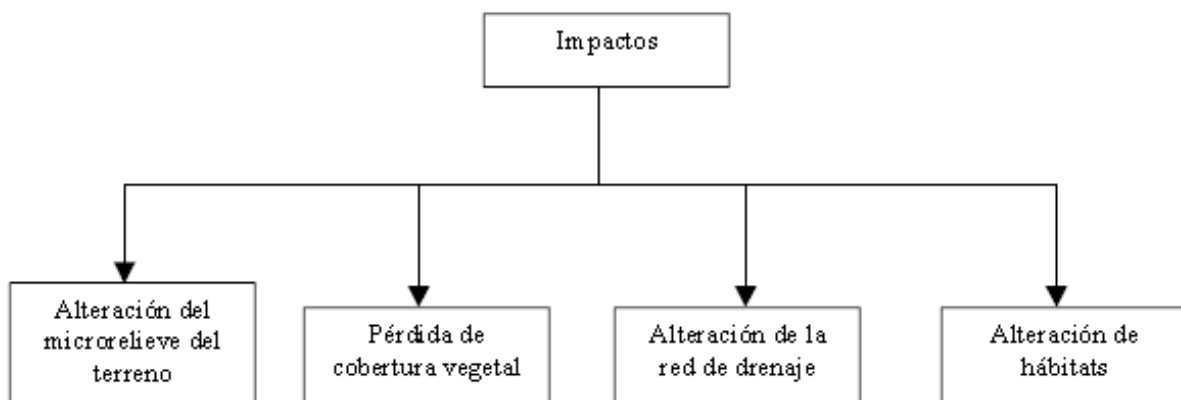 Impactos
Alteración del
microrelieve del
terreno
Pérdida de
cobertura vegetal
Alteración de la
red de drenaje
Alteración de
hábitats